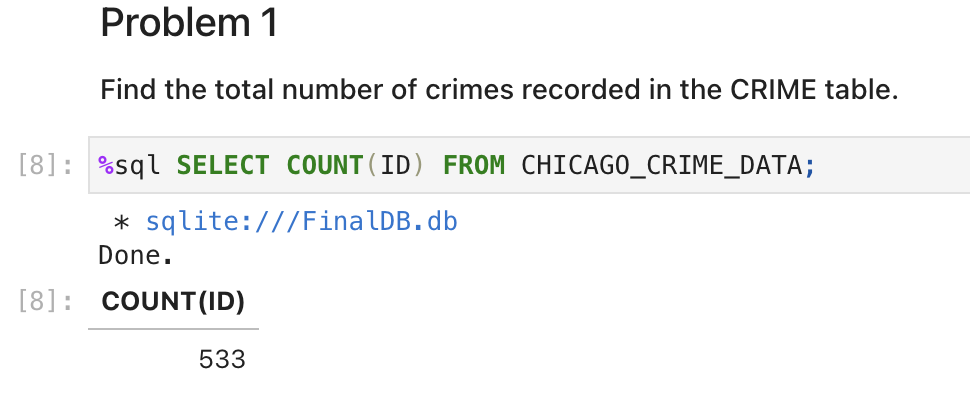 Problem 1
Find the total number of crimes recorded in the CRIME table.
[8]: %sql SELECT COUNT(ID) FROM CHICAGO_CRIME_DATA;
* sqlite:///FinalDB.db
Done.
[8]: COUNT(ID)
533